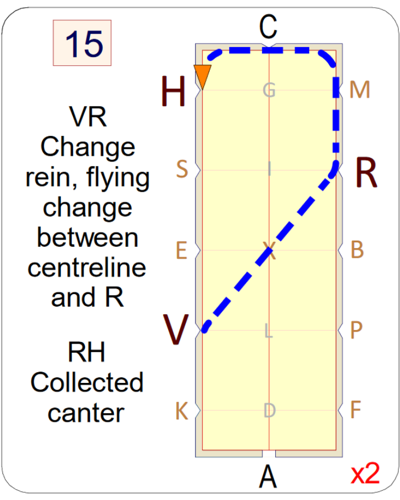 15
C
H
G
M
VR
Change
rein, flying
change
between
centreline
and R
S
I
R
E
X
B
V
L
P
RH
Collected
canter
K
D
F
A
x2